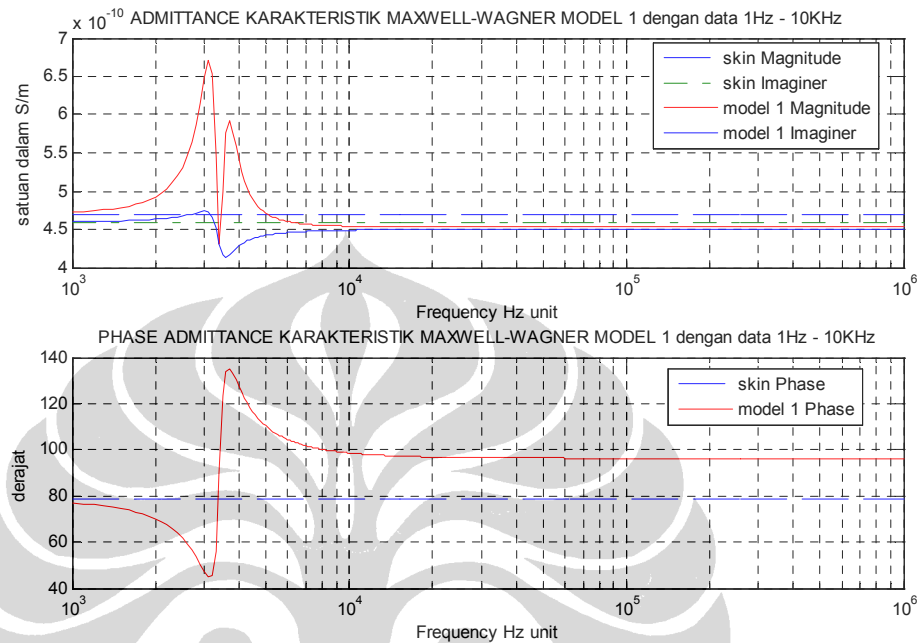 x 10^-10 ADMITTANCE KARAKTERISTIK MAXWELL-WAGNER MODEL 1 dengan data 1Hz - 10KHz
7
6.5
6
5.5
5
4.5
4
satuan dalam S/m
skin Magnitude
skin Imaginer
model 1 Magnitude
model 1 Imaginer
10^3 10^4 10^5 10^6
Frequency Hz unit
PHASE ADMITTANCE KARAKTERISTIK MAXWELL-WAGNER MODEL 1 dengan data 1Hz - 10KHz
140
120
100
80
60
40
derajat
skin Phase
model 1 Phase
10^3 10^4 10^5 10^6
Frequency Hz unit